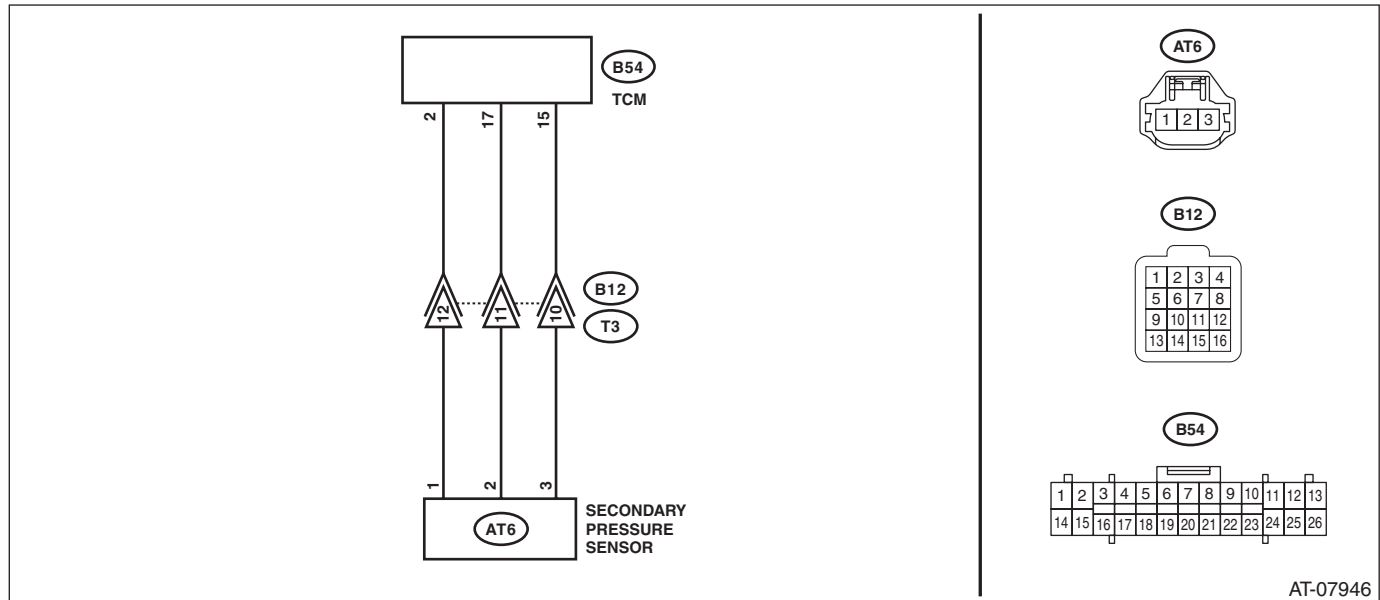 B54
TCM
2 17 15
12 11 10
B12
T3
1 2 3
AT6
SECONDARY
PRESSURE
SENSOR
AT6
1 2 3
B12
1 2 3 4
5 6 7 8
9 10 11 12
13 14 15 16
B54
1 2 3 4 5 6 7 8 9 10 11 12 13
14 15 16 17 18 19 20 21 22 23 24 25 26
AT-07946